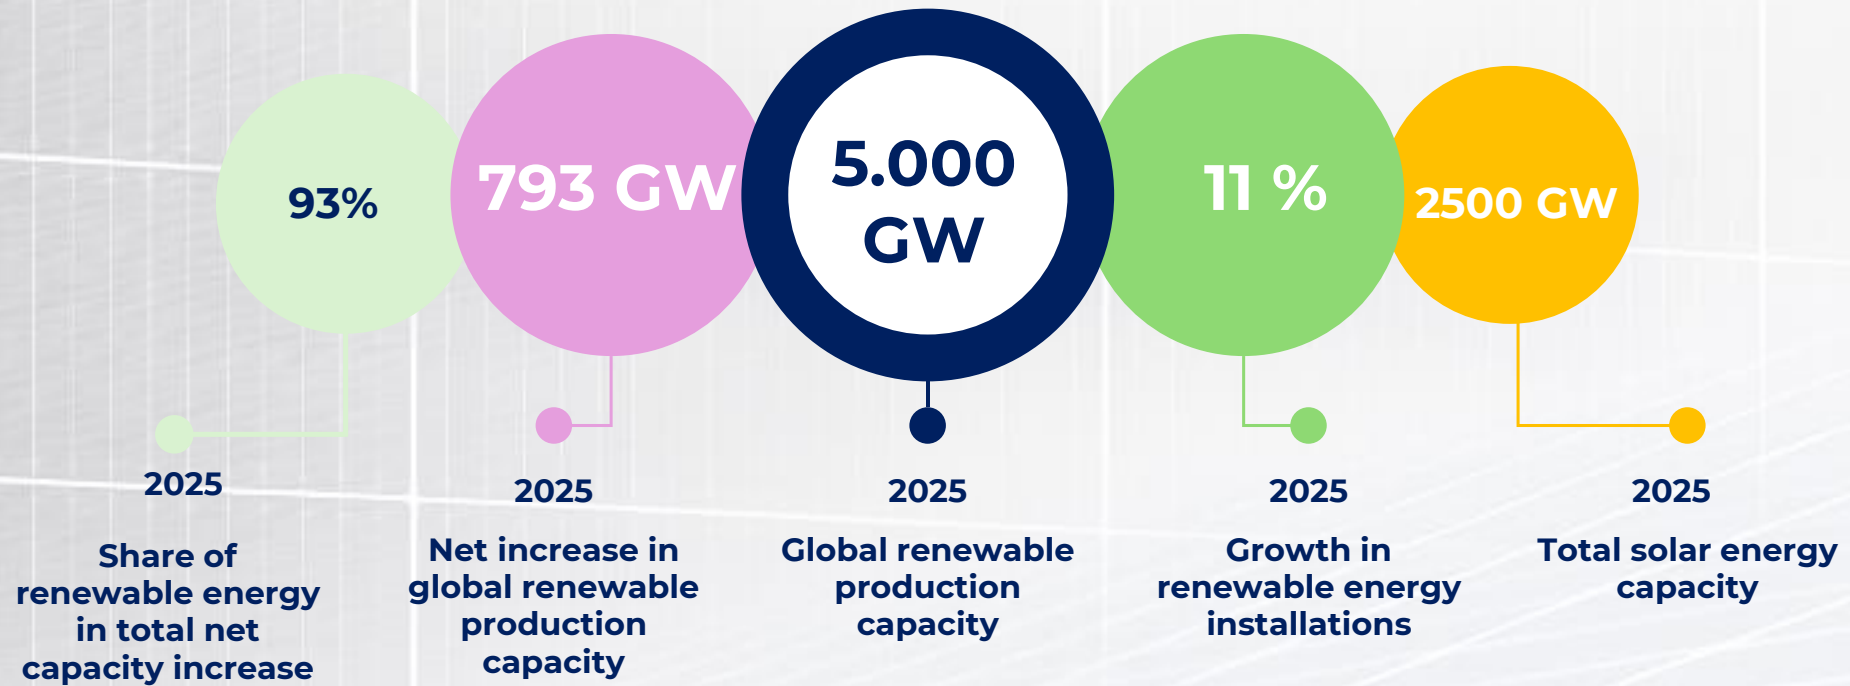 93%
793 GW
5.000
GW
11 %
2500 GW
2025
Share of
renewable energy
in total net
capacity increase
2025
Net increase in
global renewable
production
capacity
2025
Global renewable
production
capacity
2025
Growth in
renewable energy
installations
2025
Total solar energy
capacity